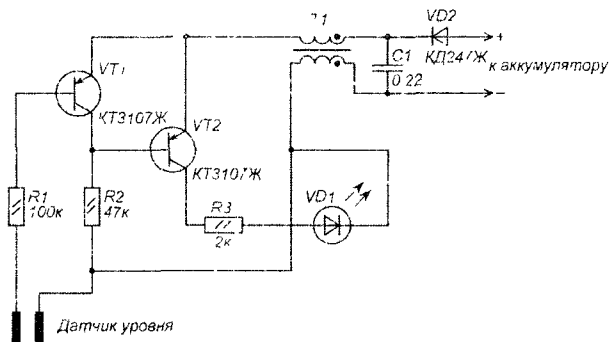 VD2
+
C1
0.22
КД247Ж
к аккумулятору
VT1
КТ3107Ж
VT2
КТ3107Ж
−
R1
100к
R2
47к
R3
2к
VD1
Датчик уровня